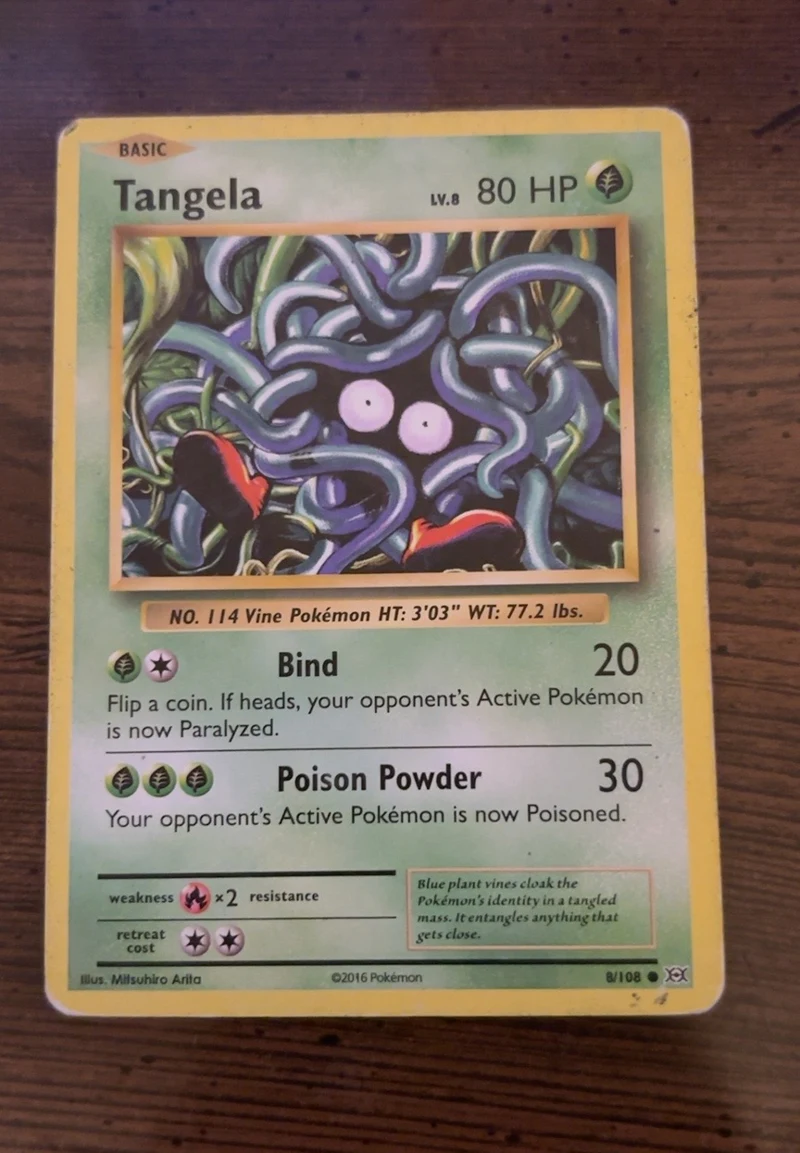 BASIC
Tangela LV.8 80 HP
NO. 114 Vine Pokémon HT: 3'03" WT: 77.2 lbs.
Bind 20
Flip a coin. If heads, your opponent's Active Pokémon
is now Paralyzed.
Poison Powder 30
Your opponent's Active Pokémon is now Poisoned.
weakness ×2 resistance
retreat
cost
Blue plant vines cloak the
Pokémon's identity in a tangled
mass. It entangles anything that
gets close.
Illus. Mitsuhiro Arita ©2016 Pokémon 8/108